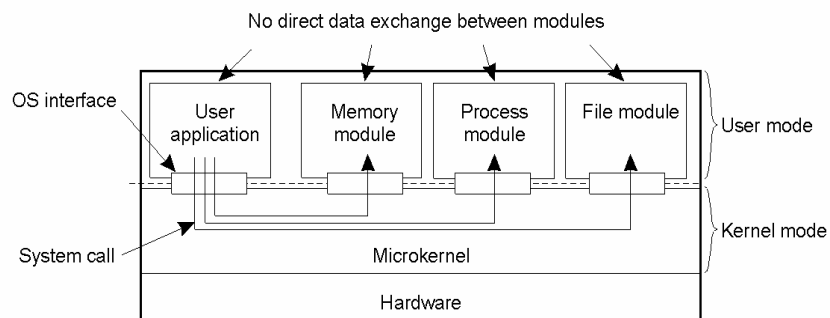 No direct data exchange between modules
OS interface
User
application
Memory
module
Process
module
File module
User mode
System call
Microkernel
Kernel mode
Hardware